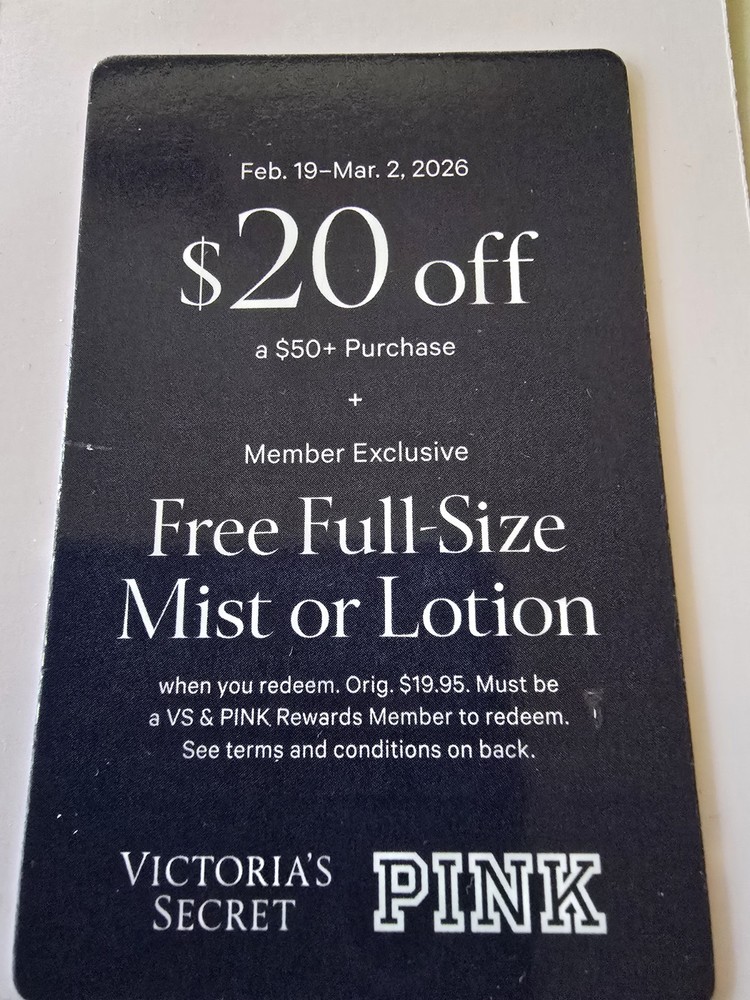 Feb. 19–Mar. 2, 2026
$20 off
a $50+ Purchase
+
Member Exclusive
Free Full-Size
Mist or Lotion
when you redeem. Orig. $19.95. Must be
a VS & PINK Rewards Member to redeem.
See terms and conditions on back.
VICTORIA'S
SECRET
PINK